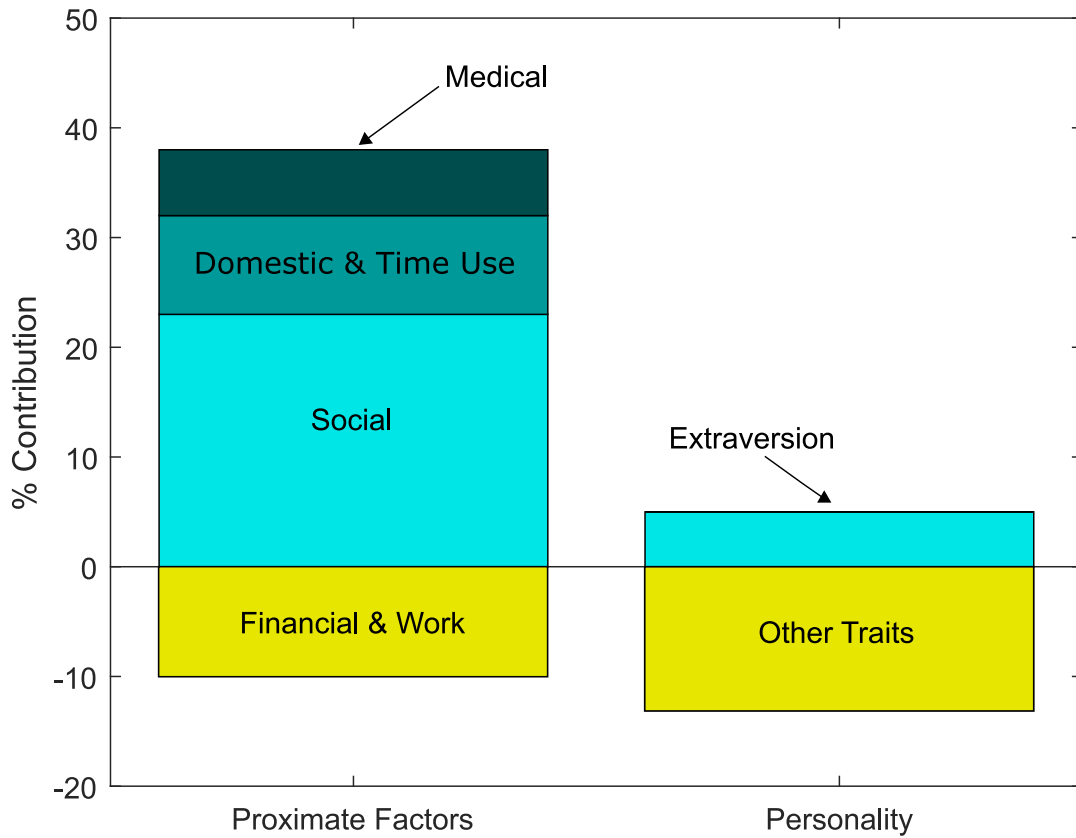 50
40
30
20
10
0
-10
-20
% Contribution
Medical
Domestic & Time Use
Social
Financial & Work
Extraversion
Other Traits
Proximate Factors
Personality